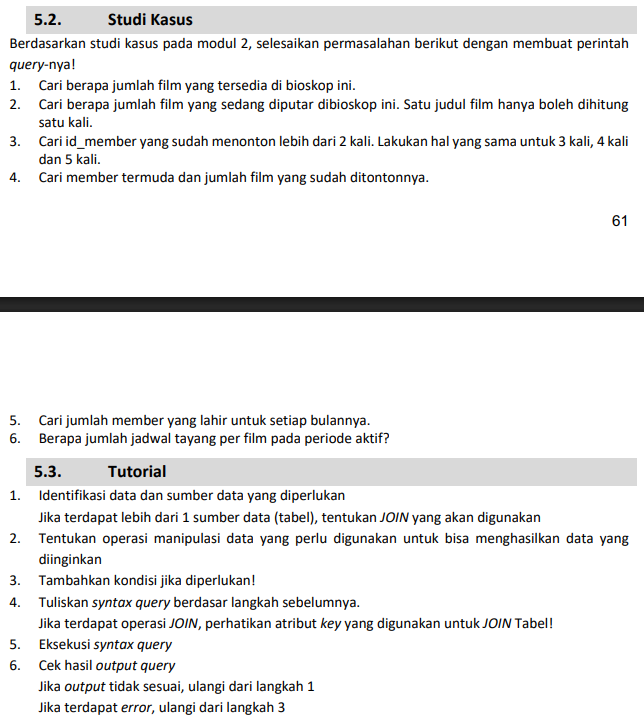 5.2. Studi Kasus
Berdasarkan studi kasus pada modul 2, selesaikan permasalahan berikut dengan membuat perintah
query-nya!
1. Cari berapa jumlah film yang tersedia di bioskop ini.
2. Cari berapa jumlah film yang sedang diputar dibioskop ini. Satu judul film hanya boleh dihitung
satu kali.
3. Cari id_member yang sudah menonton lebih dari 2 kali. Lakukan hal yang sama untuk 3 kali, 4 kali
dan 5 kali.
4. Cari member termuda dan jumlah film yang sudah ditontonnya.
61
5. Cari jumlah member yang lahir untuk setiap bulannya.
6. Berapa jumlah jadwal tayang per film pada periode aktif?
5.3. Tutorial
1. Identifikasi data dan sumber data yang diperlukan
Jika terdapat lebih dari 1 sumber data (tabel), tentukan JOIN yang akan digunakan
2. Tentukan operasi manipulasi data yang perlu digunakan untuk bisa menghasilkan data yang
diinginkan
3. Tambahkan kondisi jika diperlukan!
4. Tuliskan syntax query berdasar langkah sebelumnya.
Jika terdapat operasi JOIN, perhatikan atribut key yang digunakan untuk JOIN Tabel!
5. Eksekusi syntax query
6. Cek hasil output query
Jika output tidak sesuai, ulangi dari langkah 1
Jika terdapat error, ulangi dari langkah 3